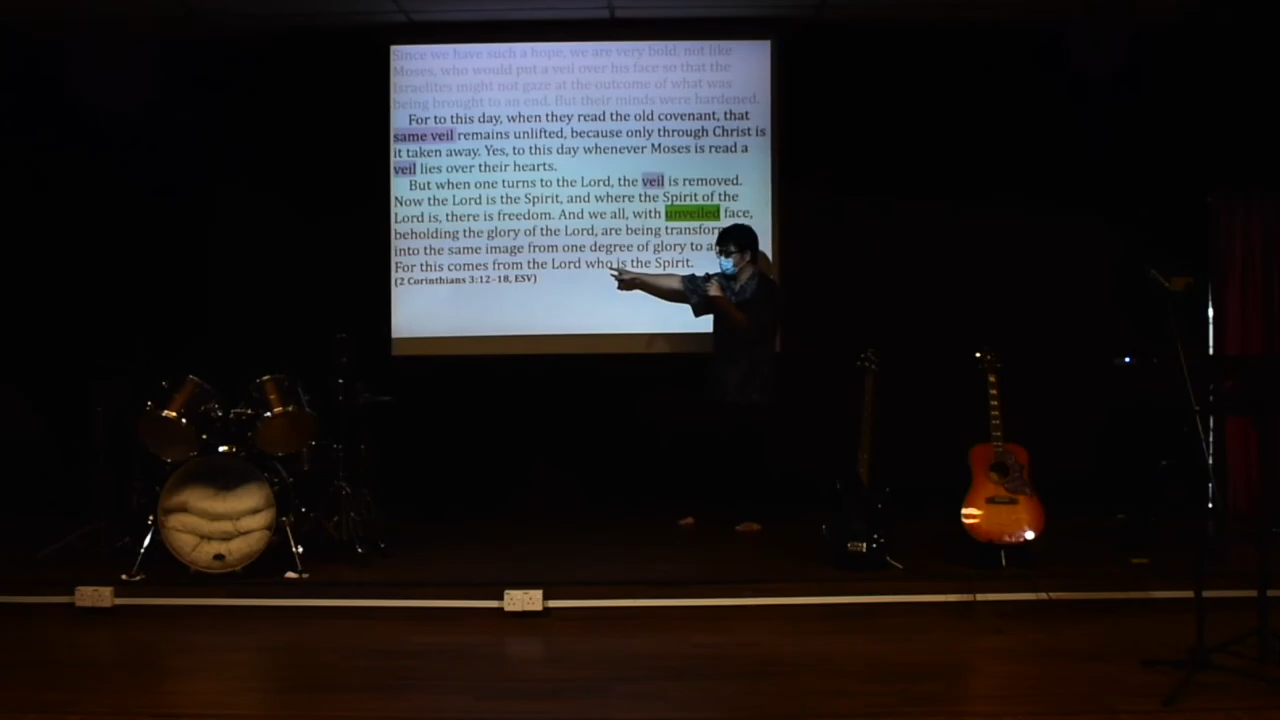 Since we have such a hope, we are very bold, not like
Moses, who would put a veil over his face so that the
Israelites might not gaze at the outcome of what was
being brought to an end. But their minds were hardened.
For to this day, when they read the old covenant, that
same veil remains unlifted, because only through Christ is
it taken away. Yes, to this day whenever Moses is read a
veil lies over their hearts.
But when one turns to the Lord, the veil is removed.
Now the Lord is the Spirit, and where the Spirit of the
Lord is, there is freedom. And we all, with unveiled face,
beholding the glory of the Lord, are being transfor
into the same image from one degree of glory to a
For this comes from the Lord who is the Spirit.
(2 Corinthians 3:12–18, ESV)